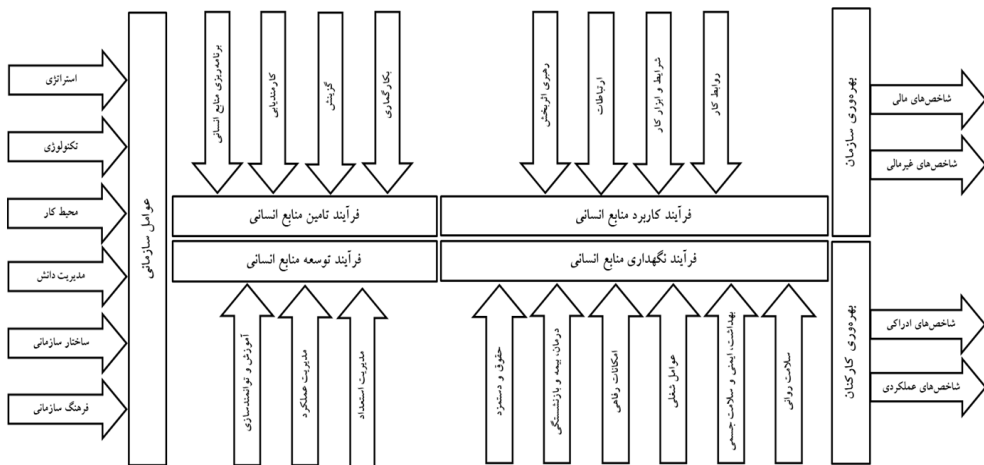 استراتژی
تکنولوژی
محیط کار
مدیریت دانش
ساختار سازمانی
فرهنگ سازمانی
عوامل سازمانی
برنامه‌ریزی منابع انسانی
کارمندیابی
گزینش
بکارگماری
فرآیند تامین منابع انسانی
فرآیند توسعه منابع انسانی
آموزش و توانمندسازی
مدیریت عملکرد
مدیریت استعداد
رهبری اثربخش
ارتباطات
شرایط و ابزار کار
روابط کار
فرآیند کاربرد منابع انسانی
فرآیند نگهداری منابع انسانی
حقوق و دستمزد
درمان، بیمه و بازنشستگی
امکانات رفاهی
عوامل شغلی
بهداشت، ایمنی و سلامت جسمی
سلامت روانی
بهره‌وری سازمان
بهره‌وری کارکنان
شاخص‌های مالی
شاخص‌های غیرمالی
شاخص‌های ادراکی
شاخص‌های عملکردی